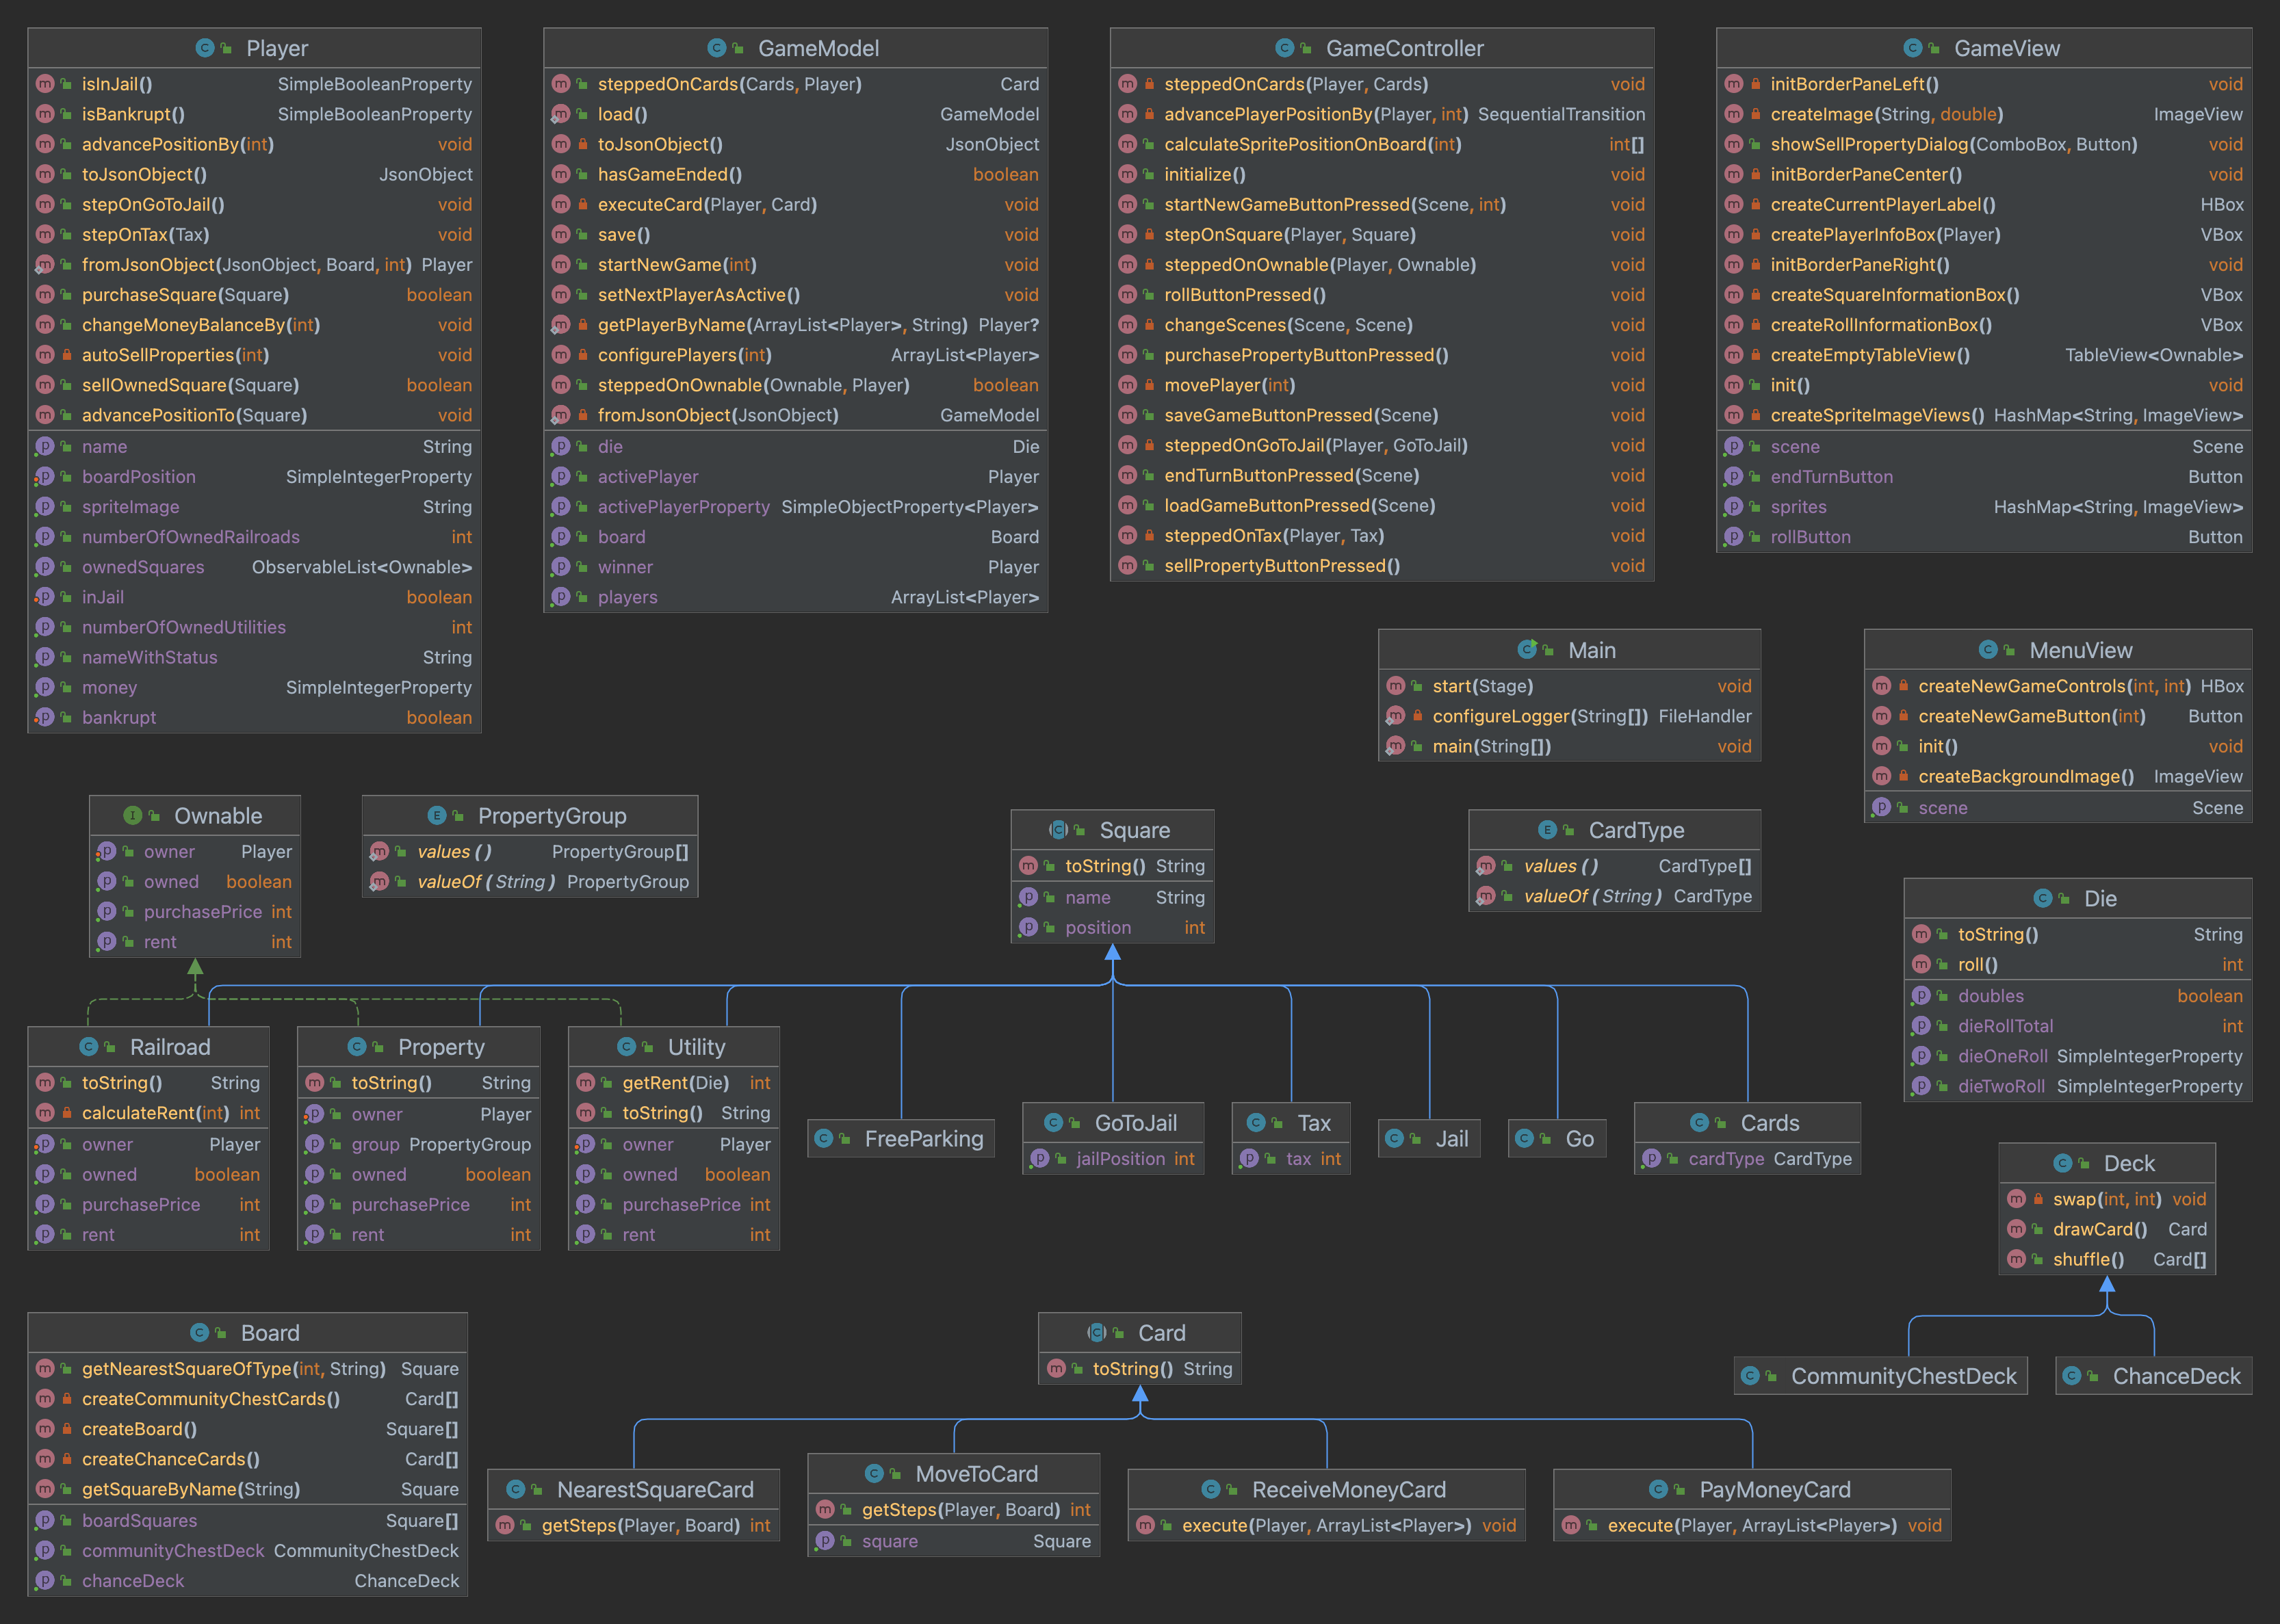 Player
isInJail() SimpleBooleanProperty
isBankrupt() SimpleBooleanProperty
advancePositionBy(int) void
toJsonObject() JsonObject
stepOnGoToJail() void
stepOnTax(Tax) void
fromJsonObject(JsonObject, Board, int) Player
purchaseSquare(Square) boolean
changeMoneyBalanceBy(int) void
autoSellProperties(int) void
sellOwnedSquare(Square) boolean
advancePositionTo(Square) void
name String
boardPosition SimpleIntegerProperty
spriteImage String
numberOfOwnedRailroads int
ownedSquares ObservableList<Ownable>
inJail boolean
numberOfOwnedUtilities int
nameWithStatus String
money SimpleIntegerProperty
bankrupt boolean
GameModel
steppedOnCards(Cards, Player) Card
load() GameModel
toJsonObject() JsonObject
hasGameEnded() boolean
executeCard(Player, Card) void
save() void
startNewGame(int) void
setNextPlayerAsActive() void
getPlayerByName(ArrayList<Player>, String) Player?
configurePlayers(int) ArrayList<Player>
steppedOnOwnable(Ownable, Player) boolean
fromJsonObject(JsonObject) GameModel
die Die
activePlayer Player
activePlayerProperty SimpleObjectProperty<Player>
board Board
winner Player
players ArrayList<Player>
GameController
steppedOnCards(Player, Cards) void
advancePlayerPositionBy(Player, int) SequentialTransition
calculateSpritePositionOnBoard(int) int[]
initialize() void
startNewGameButtonPressed(Scene, int) void
stepOnSquare(Player, Square) void
steppedOnOwnable(Player, Ownable) void
rollButtonPressed() void
changeScenes(Scene, Scene) void
purchasePropertyButtonPressed() void
movePlayer(int) void
saveGameButtonPressed(Scene) void
steppedOnGoToJail(Player, GoToJail) void
endTurnButtonPressed(Scene) void
loadGameButtonPressed(Scene) void
steppedOnTax(Player, Tax) void
sellPropertyButtonPressed() void
GameView
initBorderPaneLeft() void
createImage(String, double) ImageView
showSellPropertyDialog(ComboBox, Button) void
initBorderPaneCenter() void
createCurrentPlayerLabel() HBox
createPlayerInfoBox(Player) VBox
initBorderPaneRight() void
createSquareInformationBox() VBox
createRollInformationBox() VBox
createEmptyTableView() TableView<Ownable>
init() void
createSpriteImageViews() HashMap<String, ImageView>
scene Scene
endTurnButton Button
sprites HashMap<String, ImageView>
rollButton Button
Main
start(Stage) void
configureLogger(String[]) FileHandler
main(String[]) void
MenuView
createNewGameControls(int, int) HBox
createNewGameButton(int) Button
init() void
createBackgroundImage() ImageView
scene Scene
Ownable
owner Player
owned boolean
purchasePrice int
rent int
PropertyGroup
values() PropertyGroup[]
valueOf(String) PropertyGroup
Square
toString() String
name String
position int
CardType
values() CardType[]
valueOf(String) CardType
Die
toString() String
roll() int
doubles boolean
dieRollTotal int
dieOneRoll SimpleIntegerProperty
dieTwoRoll SimpleIntegerProperty
Railroad
toString() String
calculateRent(int) int
owner Player
owned boolean
purchasePrice int
rent int
Property
toString() String
owner Player
group PropertyGroup
owned boolean
purchasePrice int
rent int
Utility
getRent(Die) int
toString() String
owner Player
owned boolean
purchasePrice int
rent int
FreeParking
GoToJail
jailPosition int
Tax
tax int
Jail
Go
Cards
cardType CardType
Deck
swap(int, int) void
drawCard() Card
shuffle() Card[]
CommunityChestDeck
ChanceDeck
Board
getNearestSquareOfType(int, String) Square
createCommunityChestCards() Card[]
createBoard() Square[]
createChanceCards() Card[]
getSquareByName(String) Square
boardSquares Square[]
communityChestDeck CommunityChestDeck
chanceDeck ChanceDeck
Card
toString() String
NearestSquareCard
getSteps(Player, Board) int
MoveToCard
getSteps(Player, Board) int
square Square
ReceiveMoneyCard
execute(Player, ArrayList<Player>) void
PayMoneyCard
execute(Player, ArrayList<Player>) void